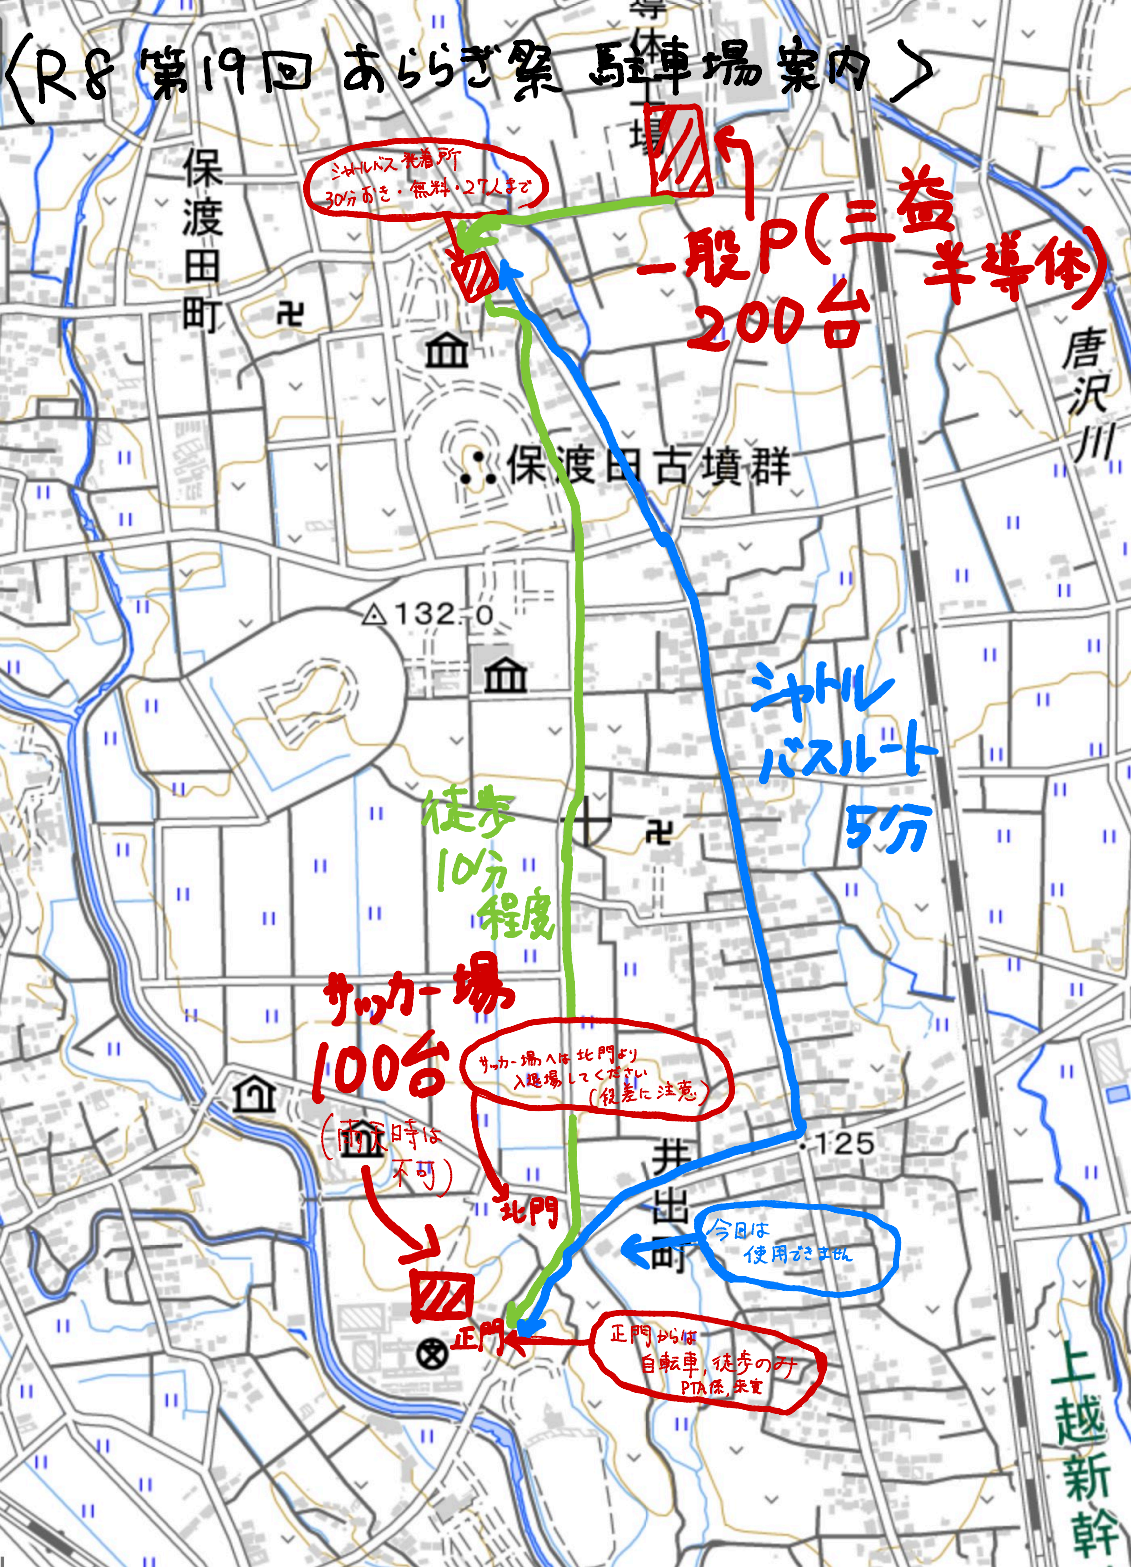 〈R8 第19回 あららぎ祭 駐車場案内〉
導体工場
保渡田町
シャトルバス発着所
30分おき・無料・27人まで
一般P(三益
半導体)
200台
唐沢川
保渡田古墳群
132.0
シャトル
バスルート
5分
徒歩
10分
程度
サッカー場
100台
(雨天時は
不可)
サッカー場へは北門より
入退場してください
(段差に注意)
北門
井出町
125
今日は
使用できません
正門
正門からは
自転車,徒歩のみ
PTA係,来賓
上越新幹